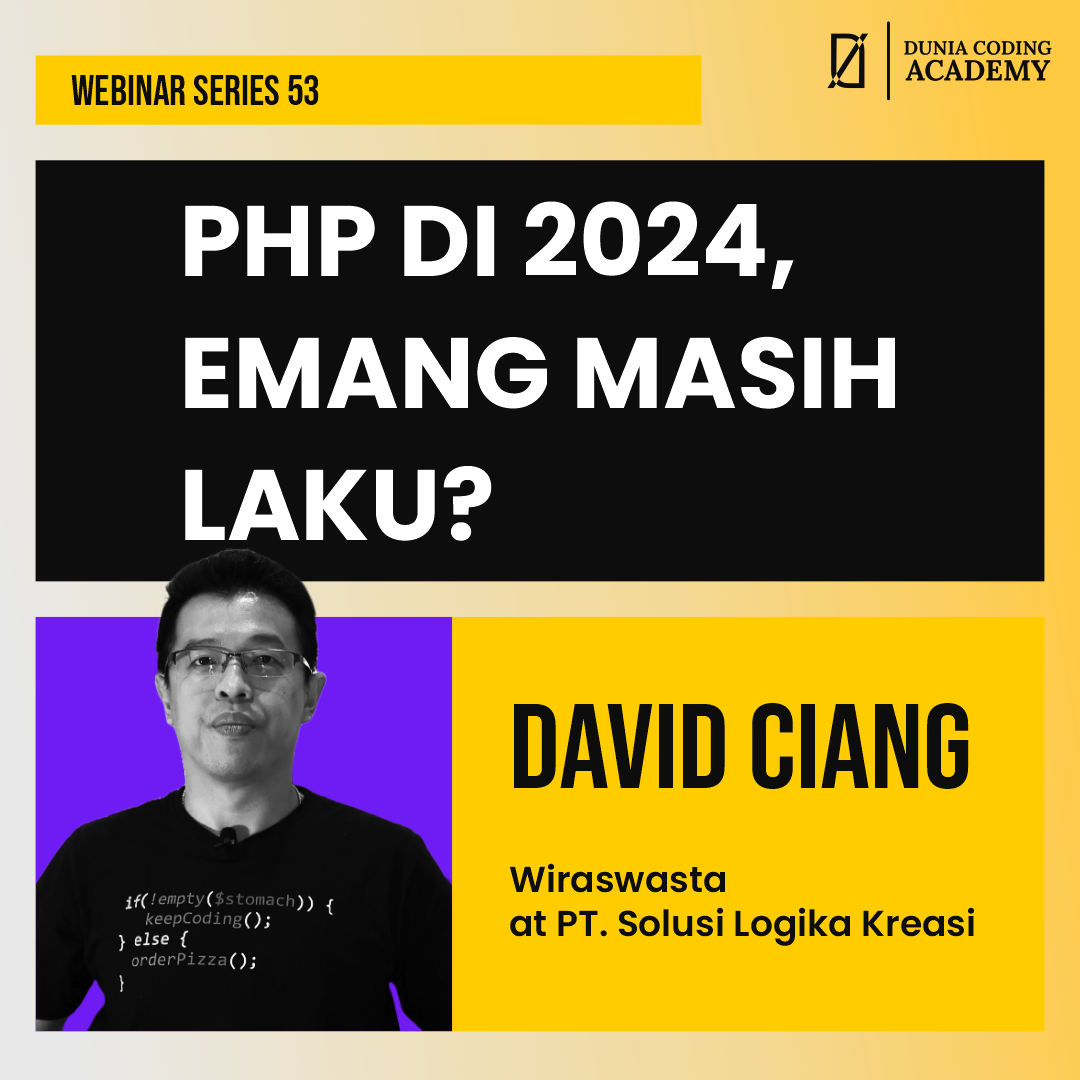 WEBINAR SERIES 53
DUNIA CODING
ACADEMY
PHP DI 2024,
EMANG MASIH
LAKU?
if(!empty($stomach)) {
keepCoding();
} else {
orderPizza();
}
DAVID CIANG
Wiraswasta
at PT. Solusi Logika Kreasi